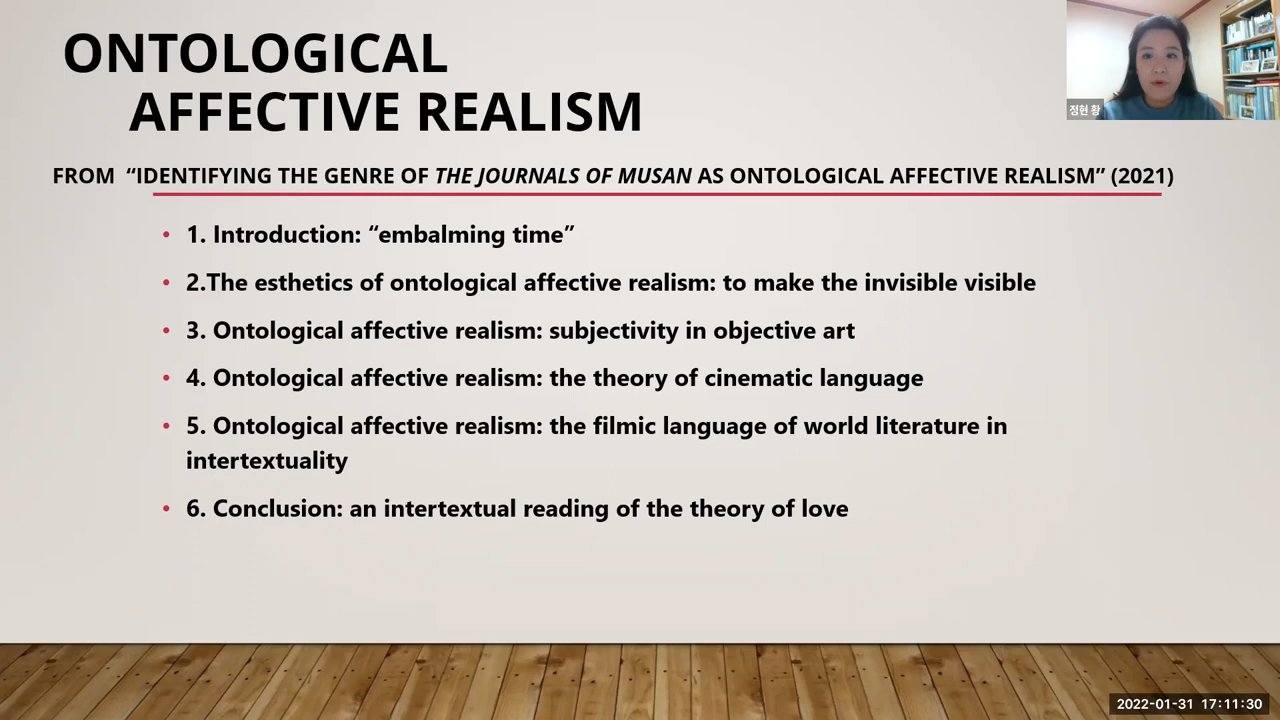 ONTOLOGICAL
AFFECTIVE REALISM
FROM “IDENTIFYING THE GENRE OF THE JOURNALS OF MUSAN AS ONTOLOGICAL AFFECTIVE REALISM” (2021)
• 1. Introduction: “embalming time”
• 2.The esthetics of ontological affective realism: to make the invisible visible
• 3. Ontological affective realism: subjectivity in objective art
• 4. Ontological affective realism: the theory of cinematic language
• 5. Ontological affective realism: the filmic language of world literature in
intertextuality
• 6. Conclusion: an intertextual reading of the theory of love
정현 황
2022-01-31 17:11:30